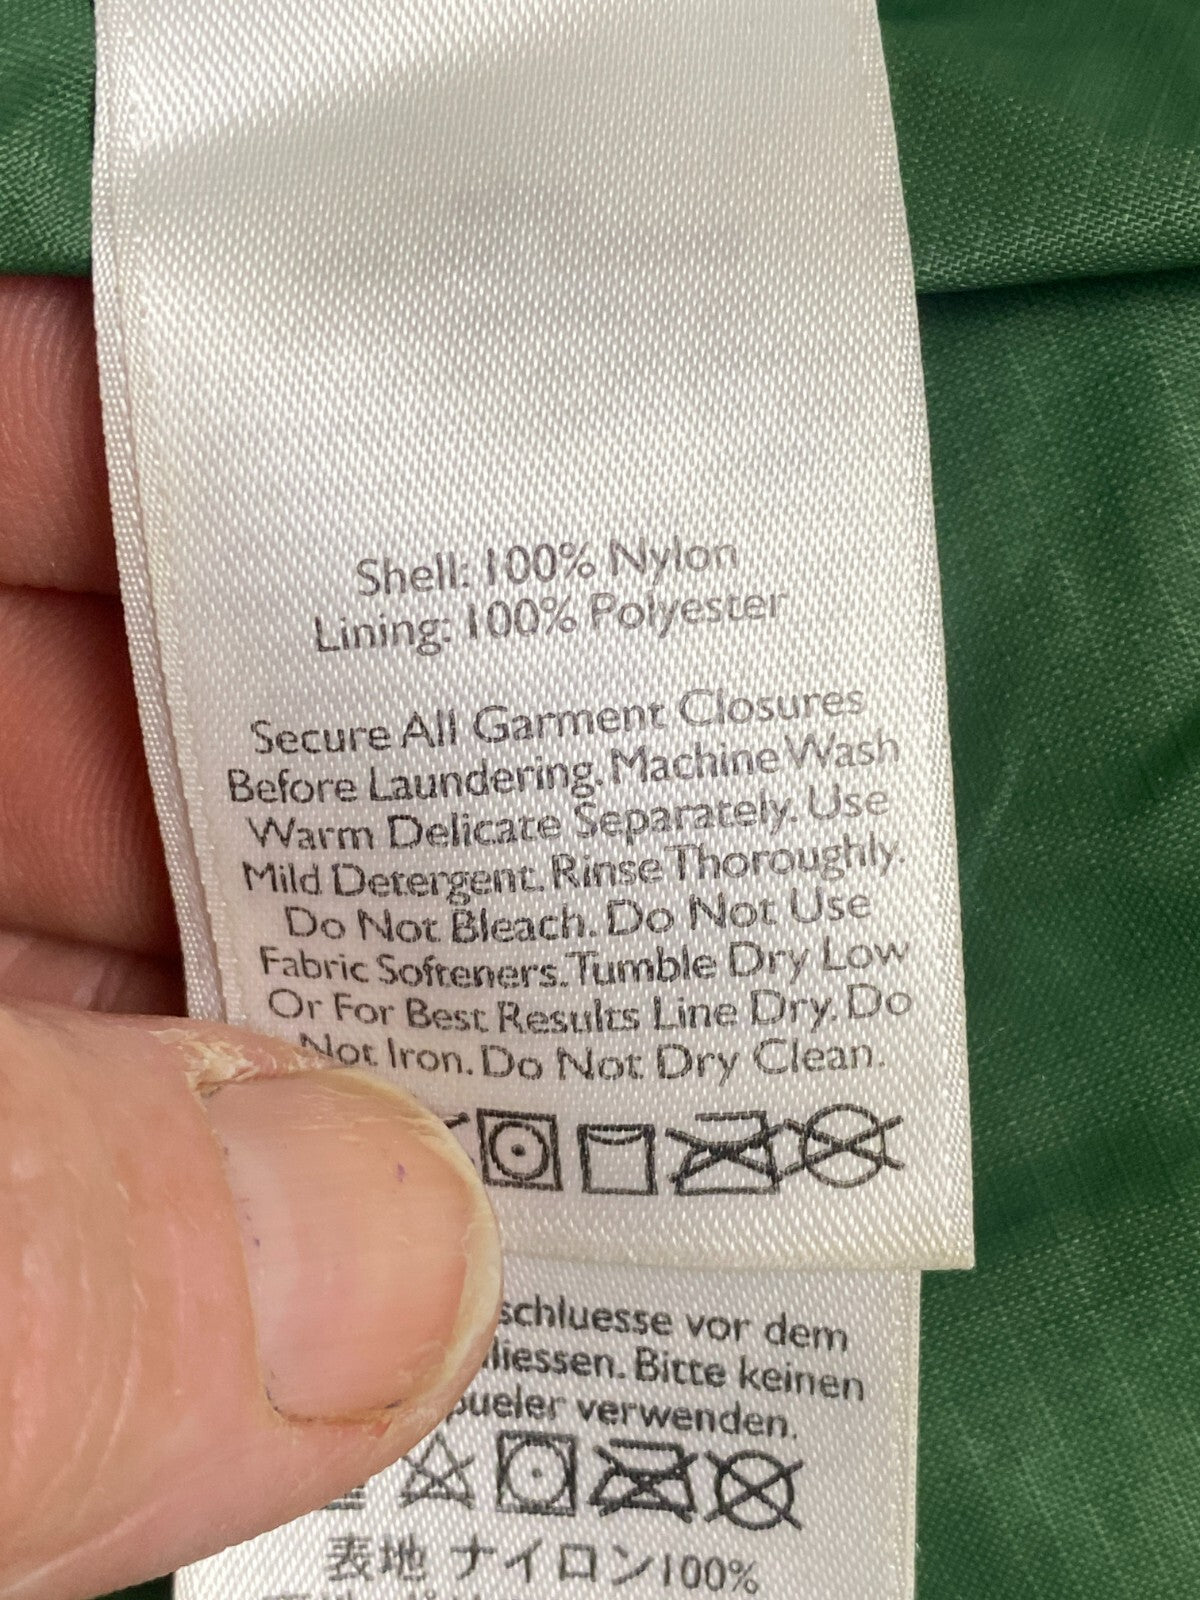 Shell: 100% Nylon
Lining: 100% Polyester
Secure All Garment Closures
Before Laundering. Machine Wash
Warm Delicate Separately. Use
Mild Detergent. Rinse Thoroughly.
Do Not Bleach. Do Not Use
Fabric Softeners. Tumble Dry Low
Or For Best Results Line Dry. Do
Not Iron. Do Not Dry Clean.
schluesse vor dem
liessen. Bitte keinen
pueler verwenden.
表地 ナイロン100%